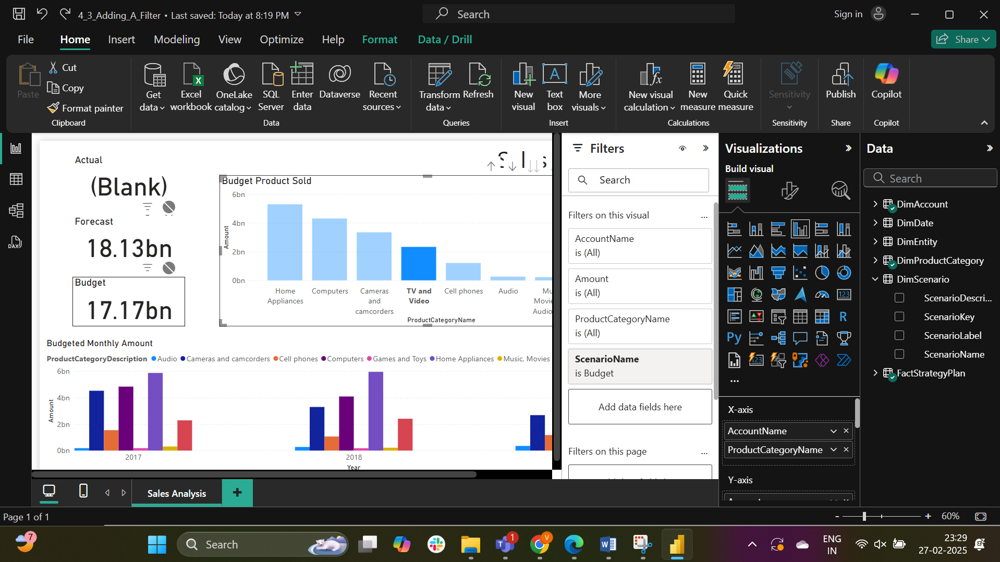 4_3_Adding_A_Filter • Last saved: Today at 8:19 PM
Search
Sign in
File
Home
Insert
Modeling
View
Optimize
Help
Format
Data / Drill
Share
Paste
Cut
Copy
Format painter
Clipboard
Get
data
Excel
workbook
OneLake
catalog
SQL
Server
Enter
data
Dataverse
Recent
sources
Data
Transform
data
Refresh
Queries
New
visual
Text
box
More
visuals
Insert
New visual
calculation
New
measure
Quick
measure
Calculations
Sensitivity
Sensitivity
Publish
Share
Copilot
Copilot
Actual
(Blank)
Forecast
18.13bn
Budget
17.17bn
Budget Product Sold
6bn
4bn
2bn
0bn
Amount
Home
Appliances
Computers
Cameras
and
camcorders
TV and
Video
Cell phones
Audio
ProductCategoryName
Budgeted Monthly Amount
ProductCategoryDescription Audio Cameras and camcorders Cell phones Computers Games and Toys Home Appliances Music, Movies
6bn
4bn
2bn
0bn
Amount
2017
2018
Year
Filters
Search
Filters on this visual
...
AccountName
is (All)
Amount
is (All)
ProductCategoryName
is (All)
ScenarioName
is Budget
Add data fields here
Filters on this page
...
Visualizations
Build visual
123
R
Py
123
...
X-axis
AccountName
ProductCategoryName
Y-axis
Data
Search
DimAccount
DimDate
DimEntity
DimProductCategory
DimScenario
ScenarioDescri...
ScenarioKey
ScenarioLabel
ScenarioName
FactStrategyPlan
DAX
Sales Analysis
Page 1 of 1
- + 60%
7
Search
1
V
ENG
IN
23:29
27-02-2025